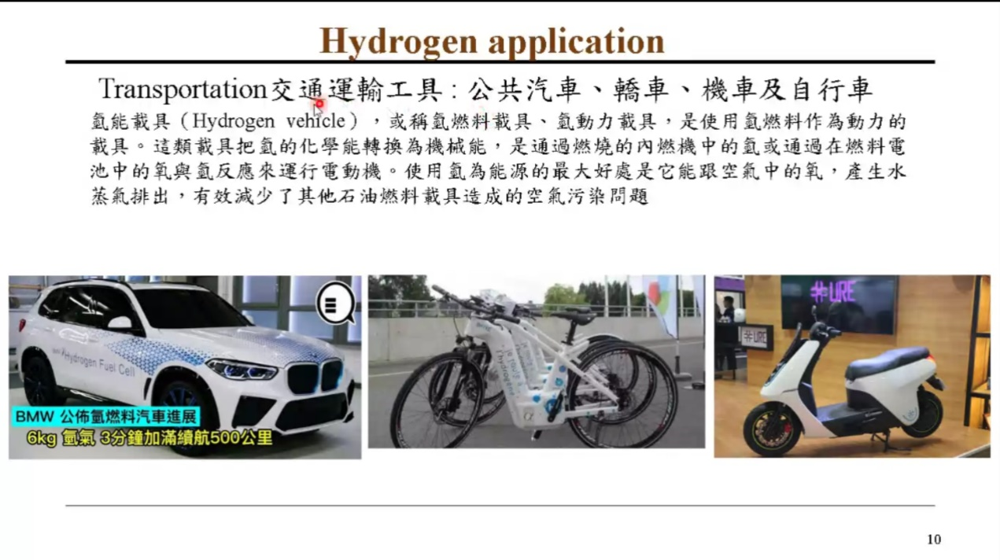 Hydrogen application
Transportation交通運輸工具:公共汽車、轎車、機車及自行車
氫能載具(Hydrogen vehicle),或稱氫燃料載具、氫動力載具,是使用氫燃料作為動力的
載具。這類載具把氫的化學能轉換為機械能,是通過燃燒的內燃機中的氫或通過在燃料電
池中的氧與氫反應來運行電動機。使用氫為能源的最大好處是它能跟空氣中的氧,產生水
蒸氣排出,有效減少了其他石油燃料載具造成的空氣污染問題
Hydrogen Fuel Cell
BMW 公佈氫燃料汽車進展
6kg 氫氣 3分鐘加滿續航500公里
l'hydrogène
URE
URE
10